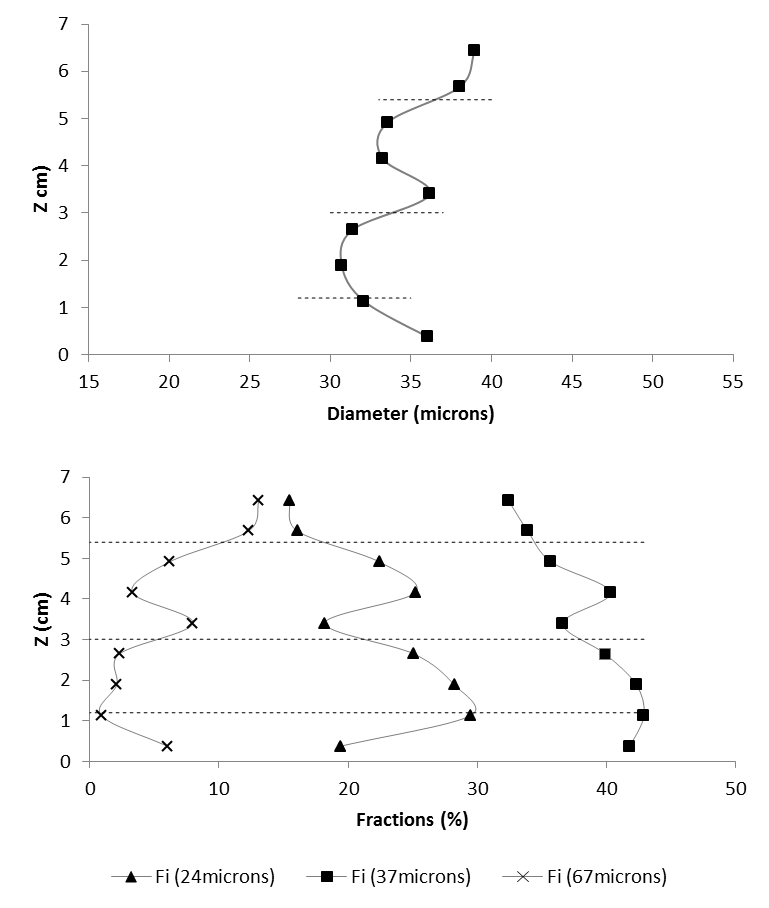 7
6
5
4
3
2
1
0
Z cm)
15 20 25 30 35 40 45 50 55
Diameter (microns)
7
6
5
4
3
2
1
0
Z (cm)
0 10 20 30 40 50
Fractions (%)
Fi (24microns) Fi (37microns) Fi (67microns)